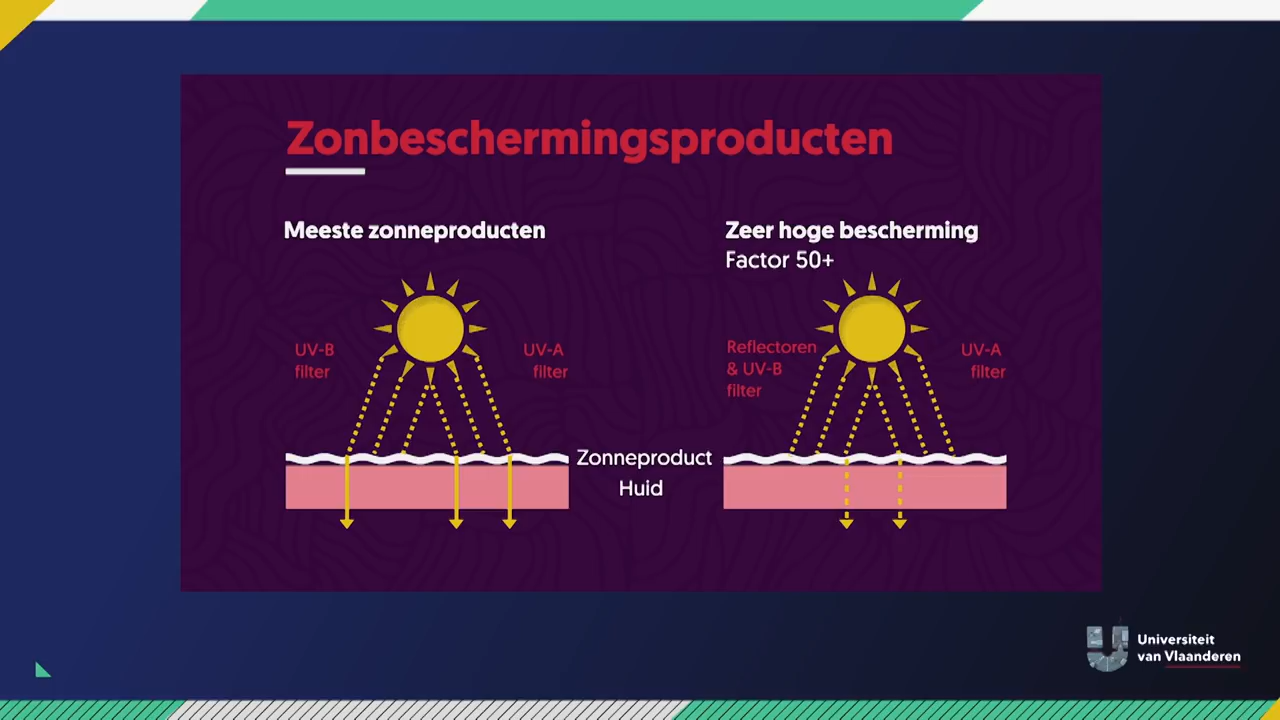 Zonbeschermingsproducten
Meeste zonneproducten
UV-B
filter
UV-A
filter
Zeer hoge bescherming
Factor 50+
Reflectoren
& UV-B
filter
UV-A
filter
Zonneproduct
Huid
Universiteit
van Vlaanderen